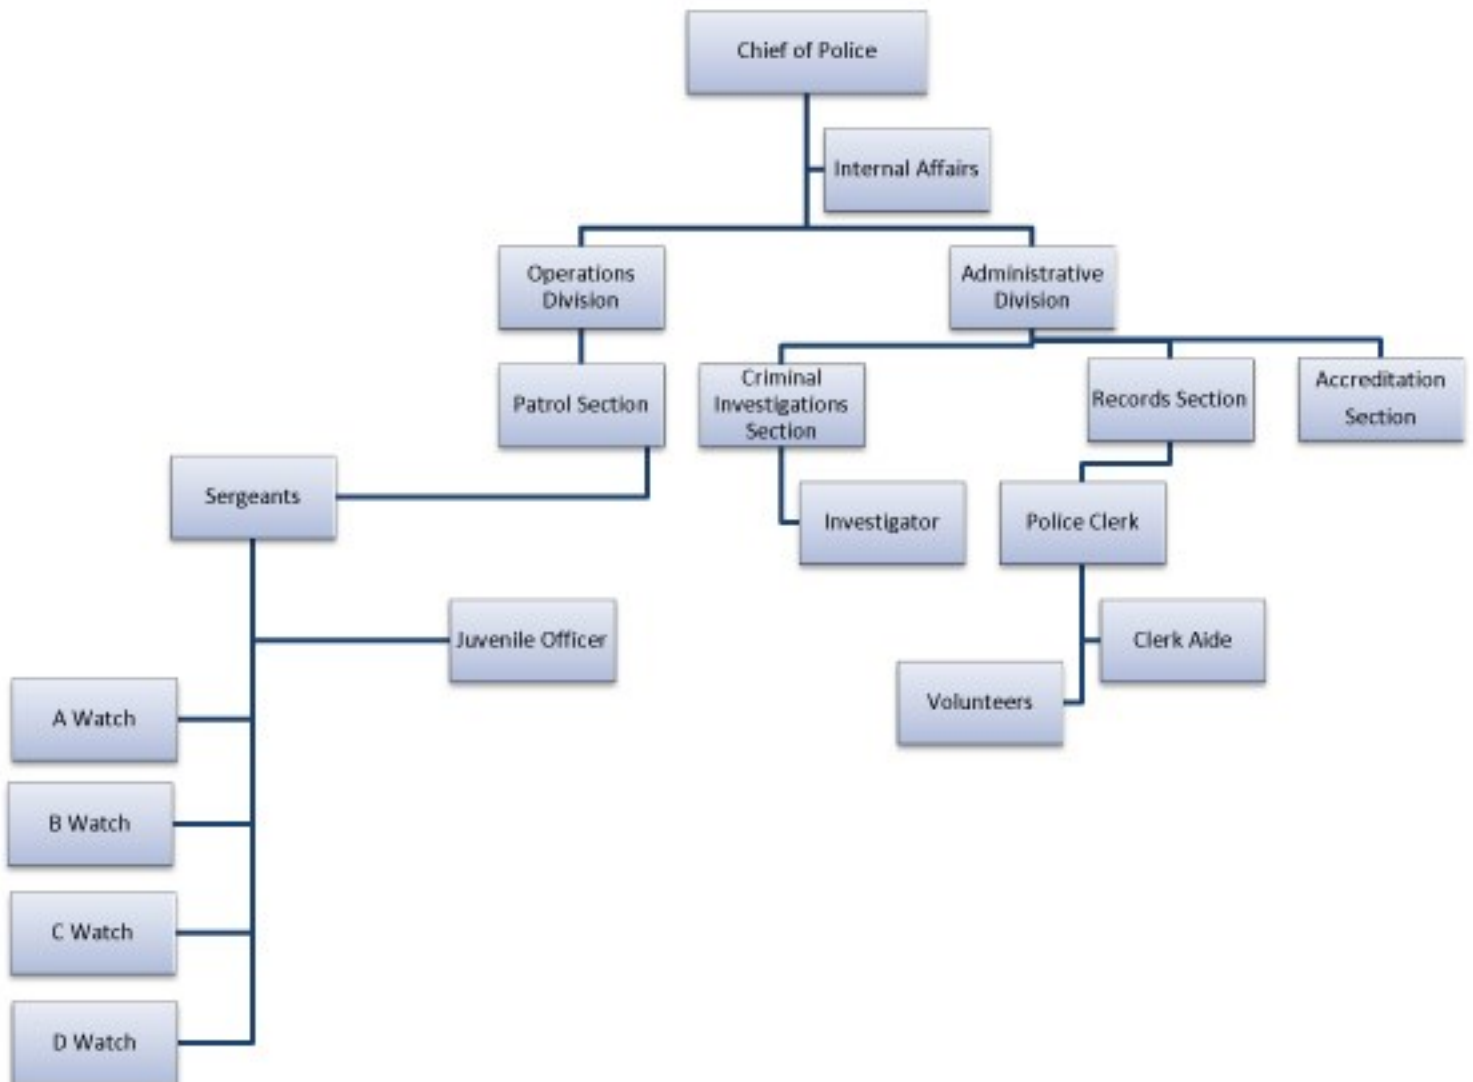 Chief of Police
Internal Affairs
Operations
Division
Administrative
Division
Patrol Section
Criminal
Investigations
Section
Records Section
Accreditation
Section
Sergeants
Investigator
Police Clerk
Juvenile Officer
Clerk Aide
Volunteers
A Watch
B Watch
C Watch
D Watch